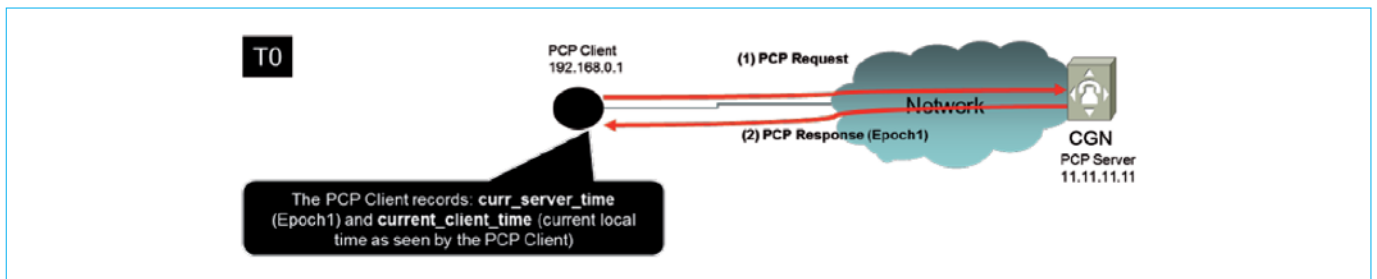 T0
PCP Client
192.168.0.1
(1) PCP Request
Network
(2) PCP Response (Epoch1)
CGN
PCP Server
11.11.11.11
The PCP Client records: curr_server_time
(Epoch1) and current_client_time (current local
time as seen by the PCP Client)